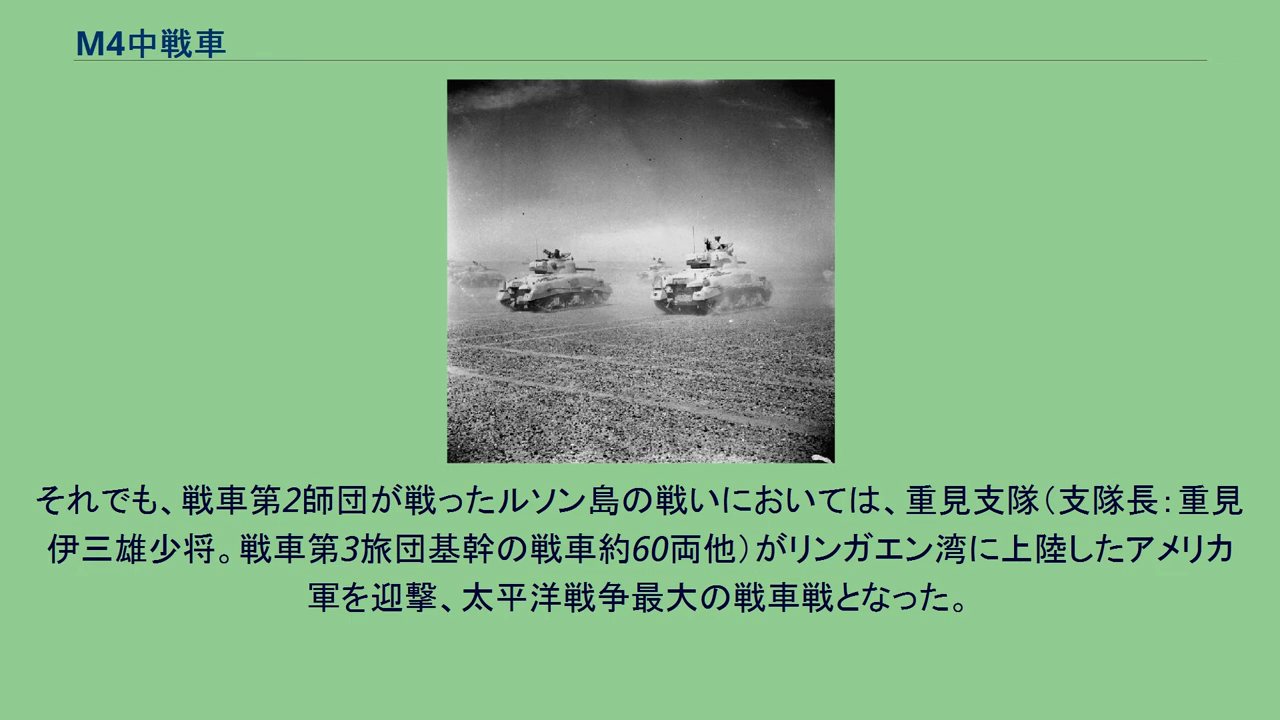 M4中戦車
それでも、戦車第2師団が戦ったルソン島の戦いにおいては、重見支隊（支隊長：重見
伊三雄少将。戦車第3旅団基幹の戦車約60両他）がリンガエン湾に上陸したアメリカ
軍を迎撃、太平洋戦争最大の戦車戦となった。